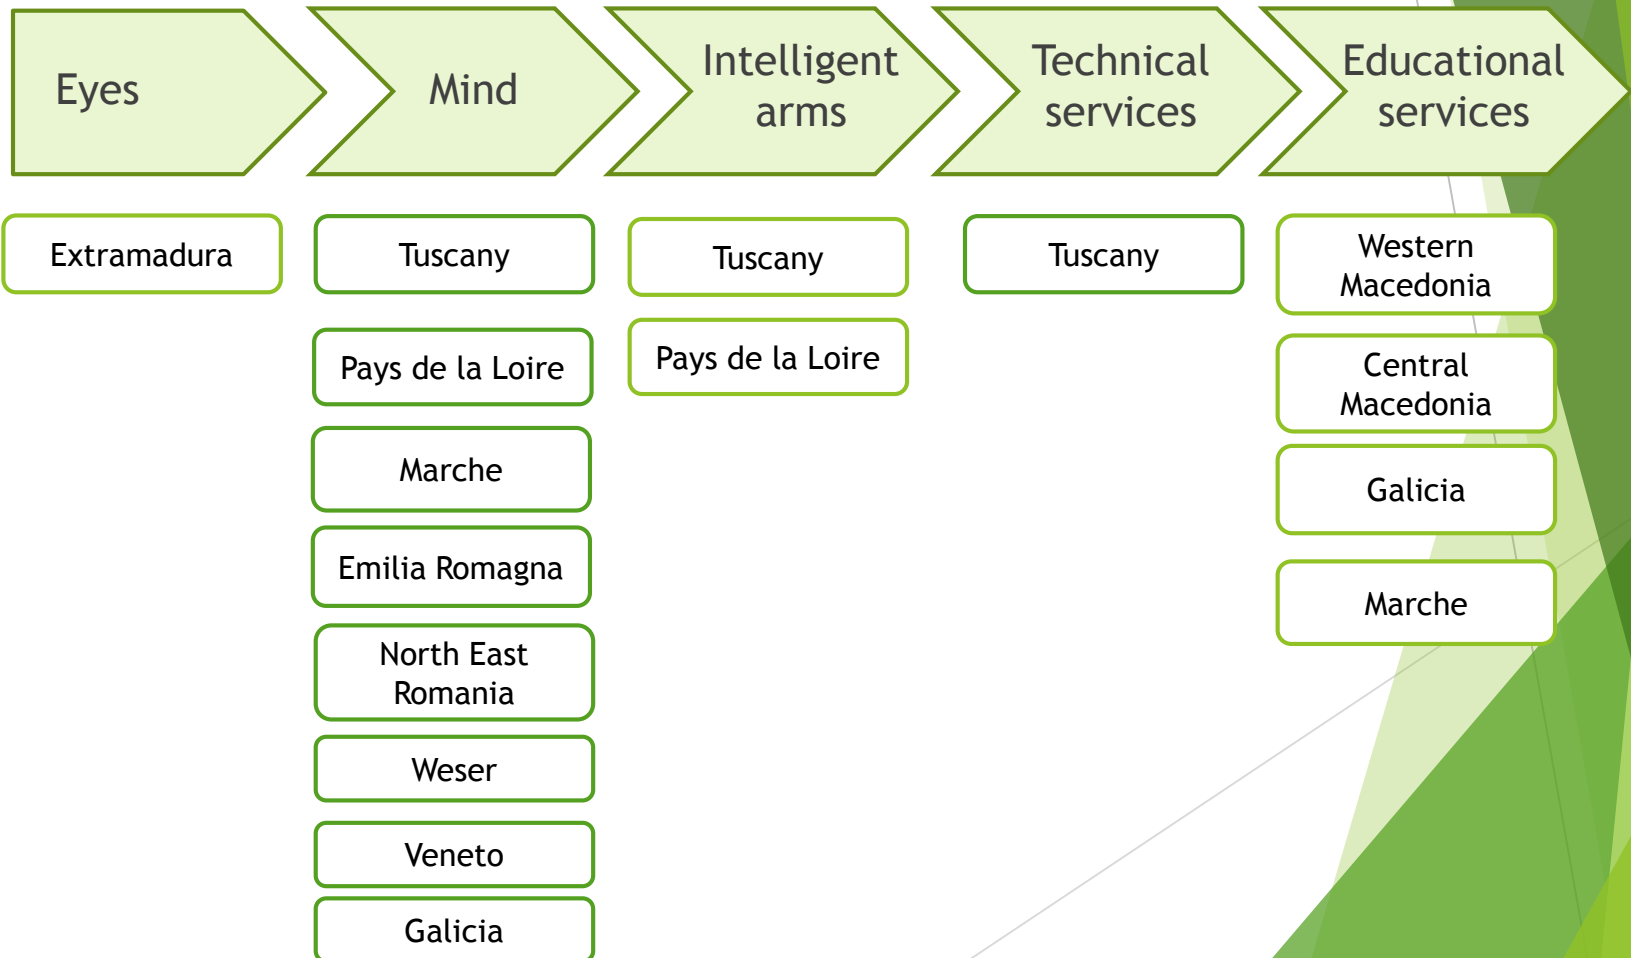 Eyes
Mind
Intelligent
arms
Technical
services
Educational
services
Extramadura
Tuscany
Pays de la Loire
Marche
Emilia Romagna
North East
Romania
Weser
Veneto
Galicia
Tuscany
Pays de la Loire
Tuscany
Western
Macedonia
Central
Macedonia
Galicia
Marche